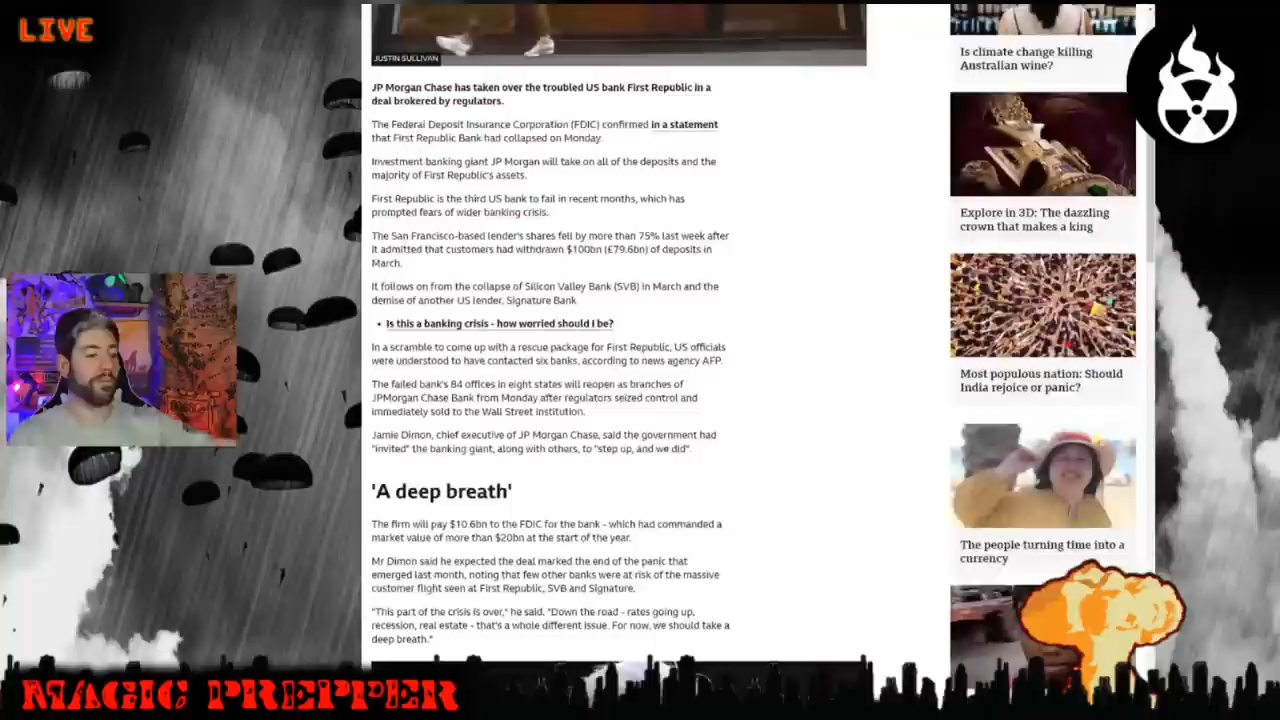 LIVE
JUSTIN SULLIVAN
JP Morgan Chase has taken over the troubled US bank First Republic in a
deal brokered by regulators.
The Federal Deposit Insurance Corporation (FDIC) confirmed in a statement
that First Republic Bank had collapsed on Monday.
Investment banking giant JP Morgan will take on all of the deposits and the
majority of First Republic's assets.
First Republic is the third US bank to fail in recent months, which has
prompted fears of wider banking crisis.
The San Francisco-based lender's shares fell by more than 75% last week after
it admitted that customers had withdrawn $100bn (£79.6bn) of deposits in
March.
It follows on from the collapse of Silicon Valley Bank (SVB) in March and the
demise of another US lender, Signature Bank
• Is this a banking crisis - how worried should I be?
In a scramble to come up with a rescue package for First Republic, US officials
were understood to have contacted six banks, according to news agency AFP.
The failed bank's 84 offices in eight states will reopen as branches of
JPMorgan Chase Bank from Monday after regulators seized control and
immediately sold to the Wall Street institution.
Jamie Dimon, chief executive of JP Morgan Chase, said the government had
"invited" the banking giant, along with others, to "step up, and we did".
'A deep breath'
The firm will pay $10.6bn to the FDIC for the bank - which had commanded a
market value of more than $20bn at the start of the year.
Mr Dimon said he expected the deal marked the end of the panic that
emerged last month, noting that few other banks were at risk of the massive
customer flight seen at First Republic, SVB and Signature.
"This part of the crisis is over," he said. "Down the road - rates going up,
recession, real estate - that's a whole different issue. For now, we should take a
deep breath."
Is climate change killing
Australian wine?
Explore in 3D: The dazzling
crown that makes a king
Most populous nation: Should
India rejoice or panic?
The people turning time into a
currency
MAGIC PREPPER